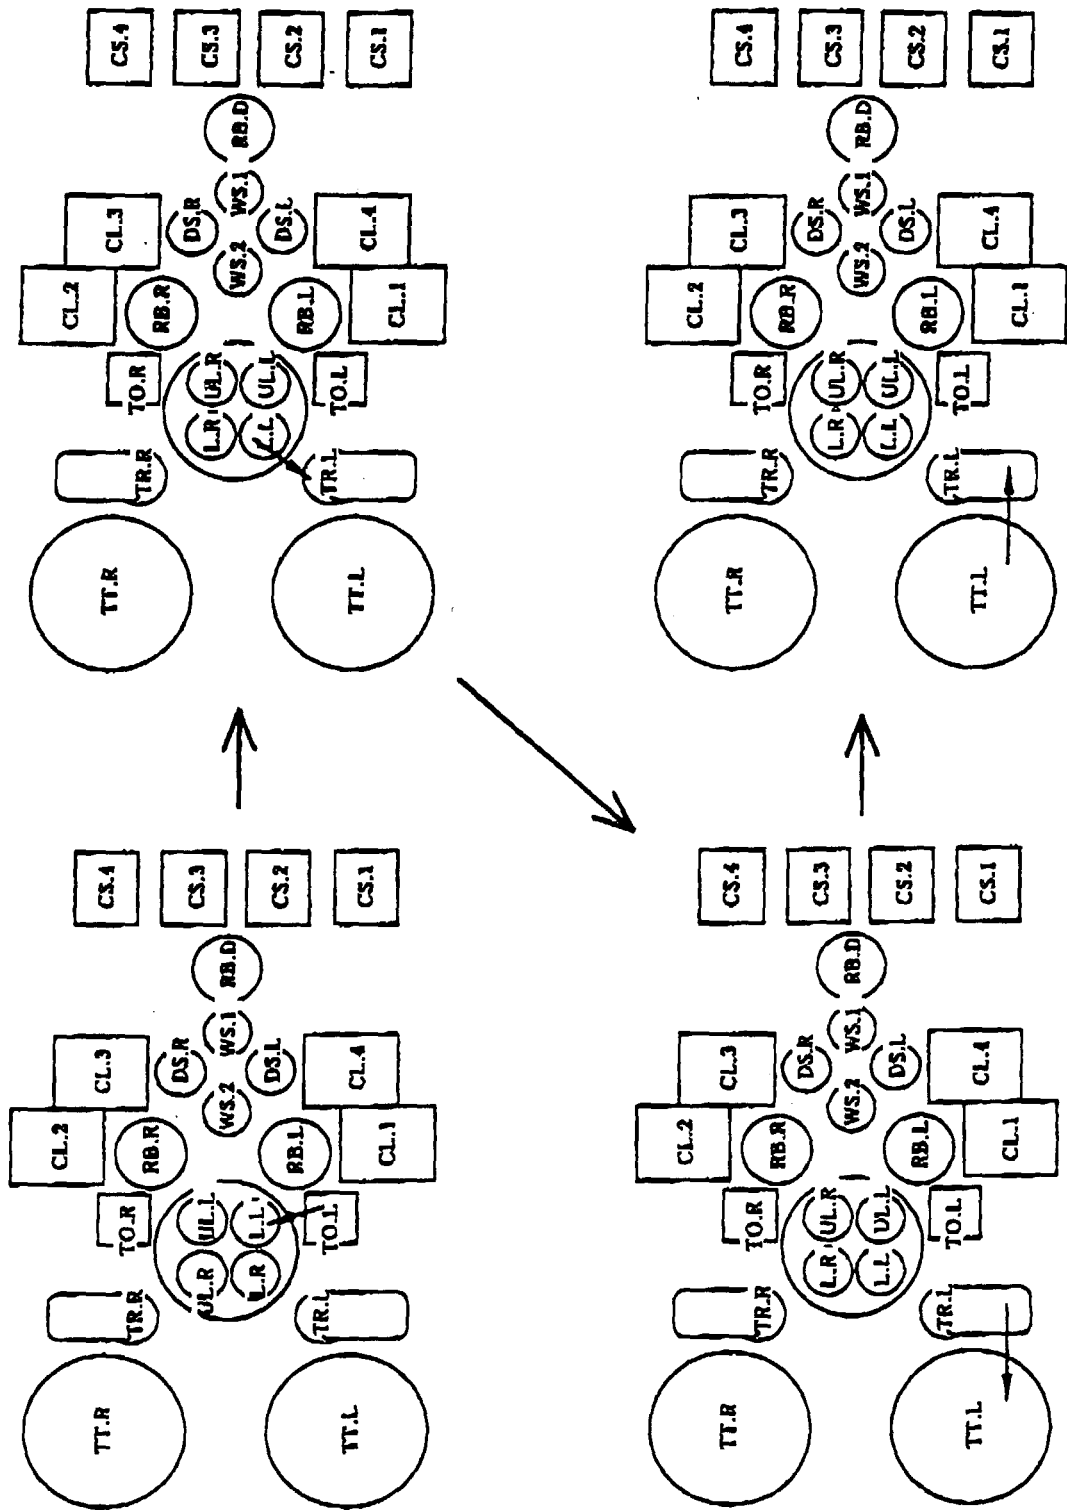 CL.2
CL.3
CS.4
TT.R
TR.R
TO.R
RB.R
DS.R
CS.3
UL.R
UL.L
WS.2
WS.1
RB.D
L.R
L.L
RB.L
DS.L
CS.2
TT.L
TR.L
TO.L
CL.1
CL.4
CS.1
CL.2
CL.3
CS.4
TT.R
TR.R
TO.R
RB.R
DS.R
CS.3
L.R
UL.R
WS.2
WS.1
RB.D
L.L
UL.L
RB.L
DS.L
CS.2
TT.L
TR.L
TO.L
CL.1
CL.4
CS.1
CL.2
CL.3
CS.4
TT.R
TR.R
TO.R
RB.R
DS.R
CS.3
L.R
UL.R
WS.2
WS.1
RB.D
L.L
UL.L
RB.L
DS.L
CS.2
TT.L
TR.L
TO.L
CL.1
CL.4
CS.1
CL.2
CL.3
CS.4
TT.R
TR.R
TO.R
RB.R
DS.R
CS.3
L.R
UL.R
WS.2
WS.1
RB.D
L.L
UL.L
RB.L
DS.L
CS.2
TT.L
TR.L
TO.L
CL.1
CL.4
CS.1